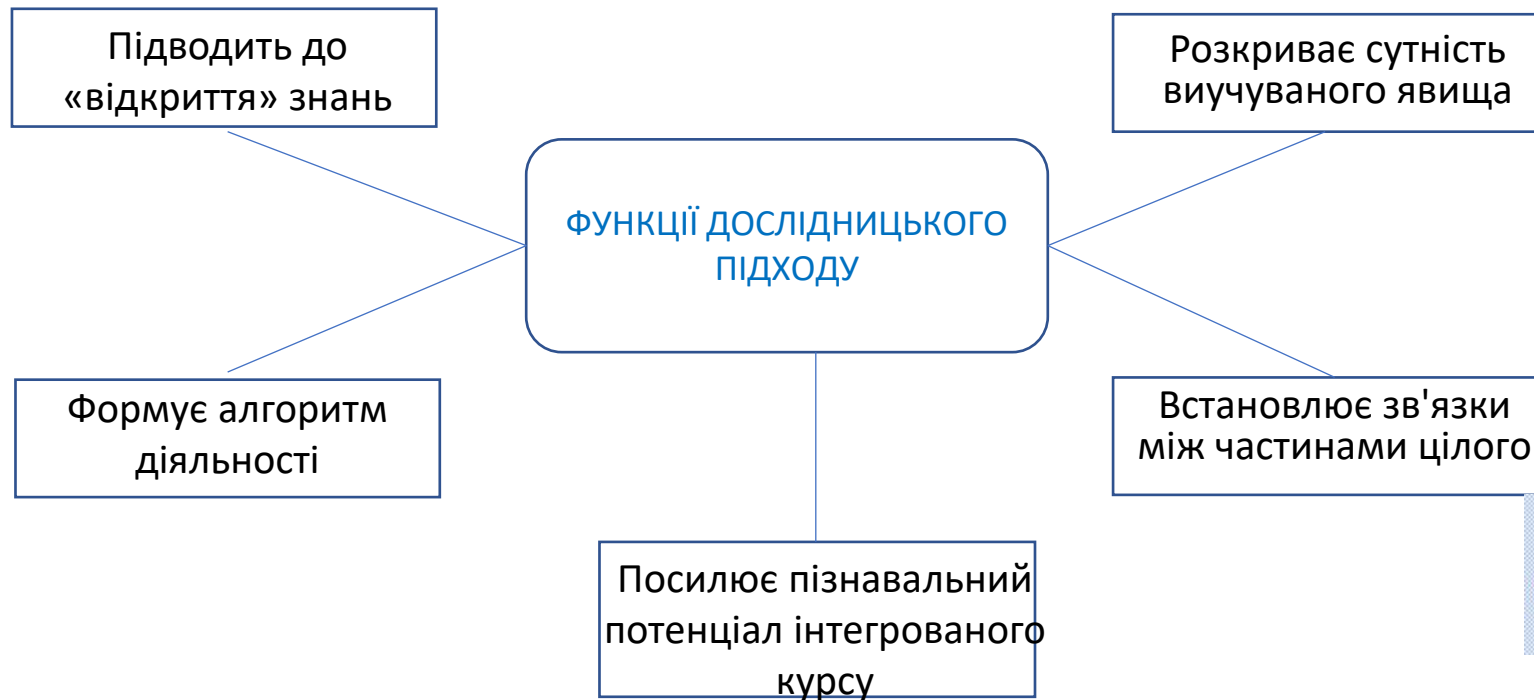 Підводить до
«відкриття» знань
Розкриває сутність
виучуваного явища
ФУНКЦІЇ ДОСЛІДНИЦЬКОГО
ПІДХОДУ
Формує алгоритм
діяльності
Встановлює зв'язки
між частинами цілого
Посилює пізнавальний
потенціал інтегрованого
курсу